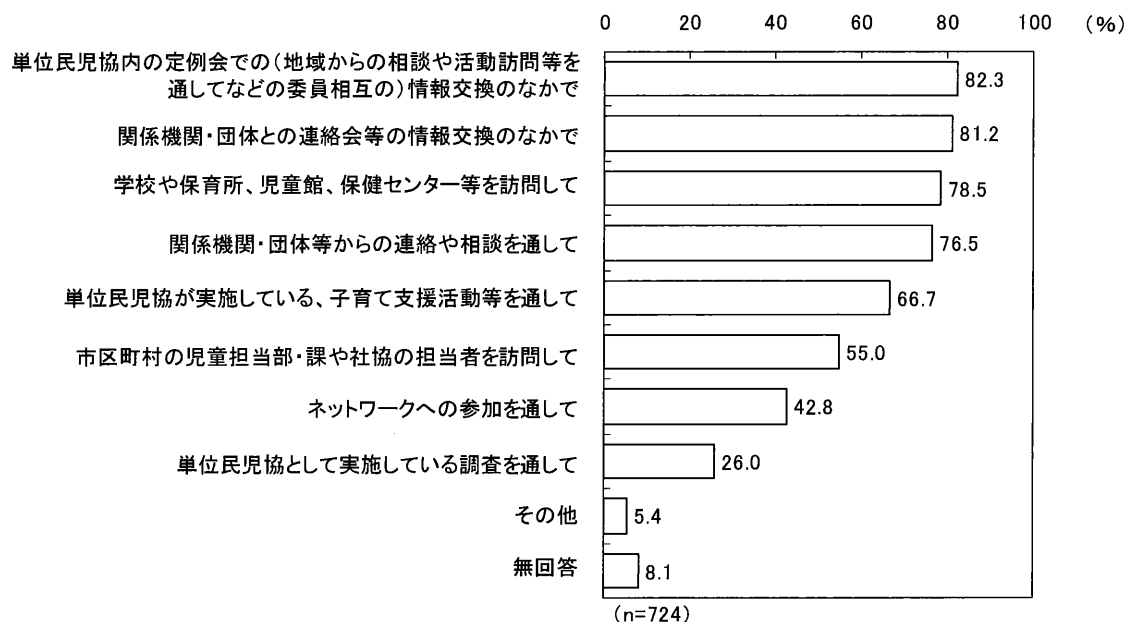 0 20 40 60 80 100 (%)
単位民児協内の定例会での(地域からの相談や活動訪問等を
通してなどの委員相互の)情報交換のなかで 82.3
関係機関・団体との連絡会等の情報交換のなかで 81.2
学校や保育所、児童館、保健センター等を訪問して 78.5
関係機関・団体等からの連絡や相談を通して 76.5
単位民児協が実施している、子育て支援活動等を通して 66.7
市区町村の児童担当部・課や社協の担当者を訪問して 55.0
ネットワークへの参加を通して 42.8
単位民児協として実施している調査を通して 26.0
その他 5.4
無回答 8.1
(n=724)